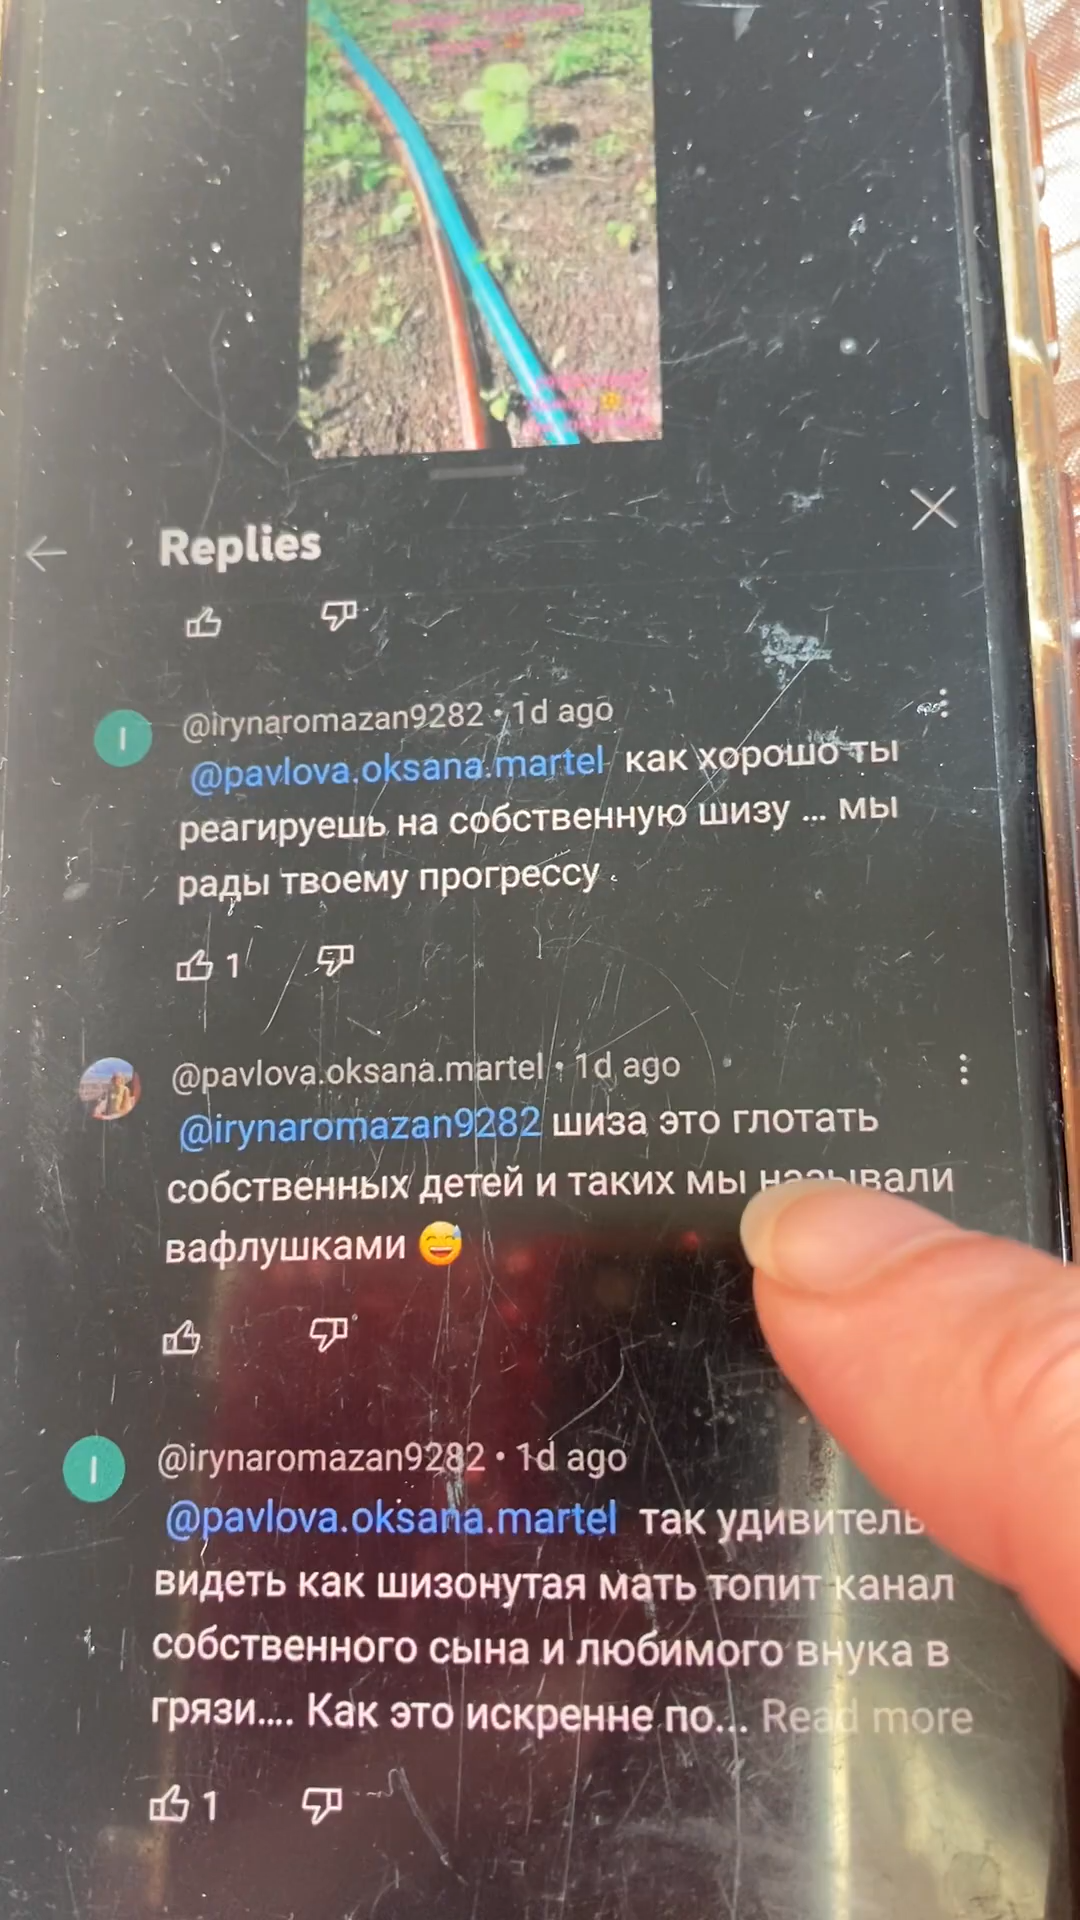 Replies
@irynaromazan9282 • 1d ago
@pavlova.oksana.martel как хорошо ты
реагируешь на собственную шизу ... мы
рады твоему прогрессу
1
@pavlova.oksana.martel • 1d ago
@irynaromazan9282 шиза это глотать
собственных детей и таких мы называли
вафлушками 😅
@irynaromazan9282 • 1d ago
@pavlova.oksana.martel так удивитель
видеть как шизонутая мать топит канал
собственного сына и любимого внука в
грязи.... Как это искренне по... Read more
1